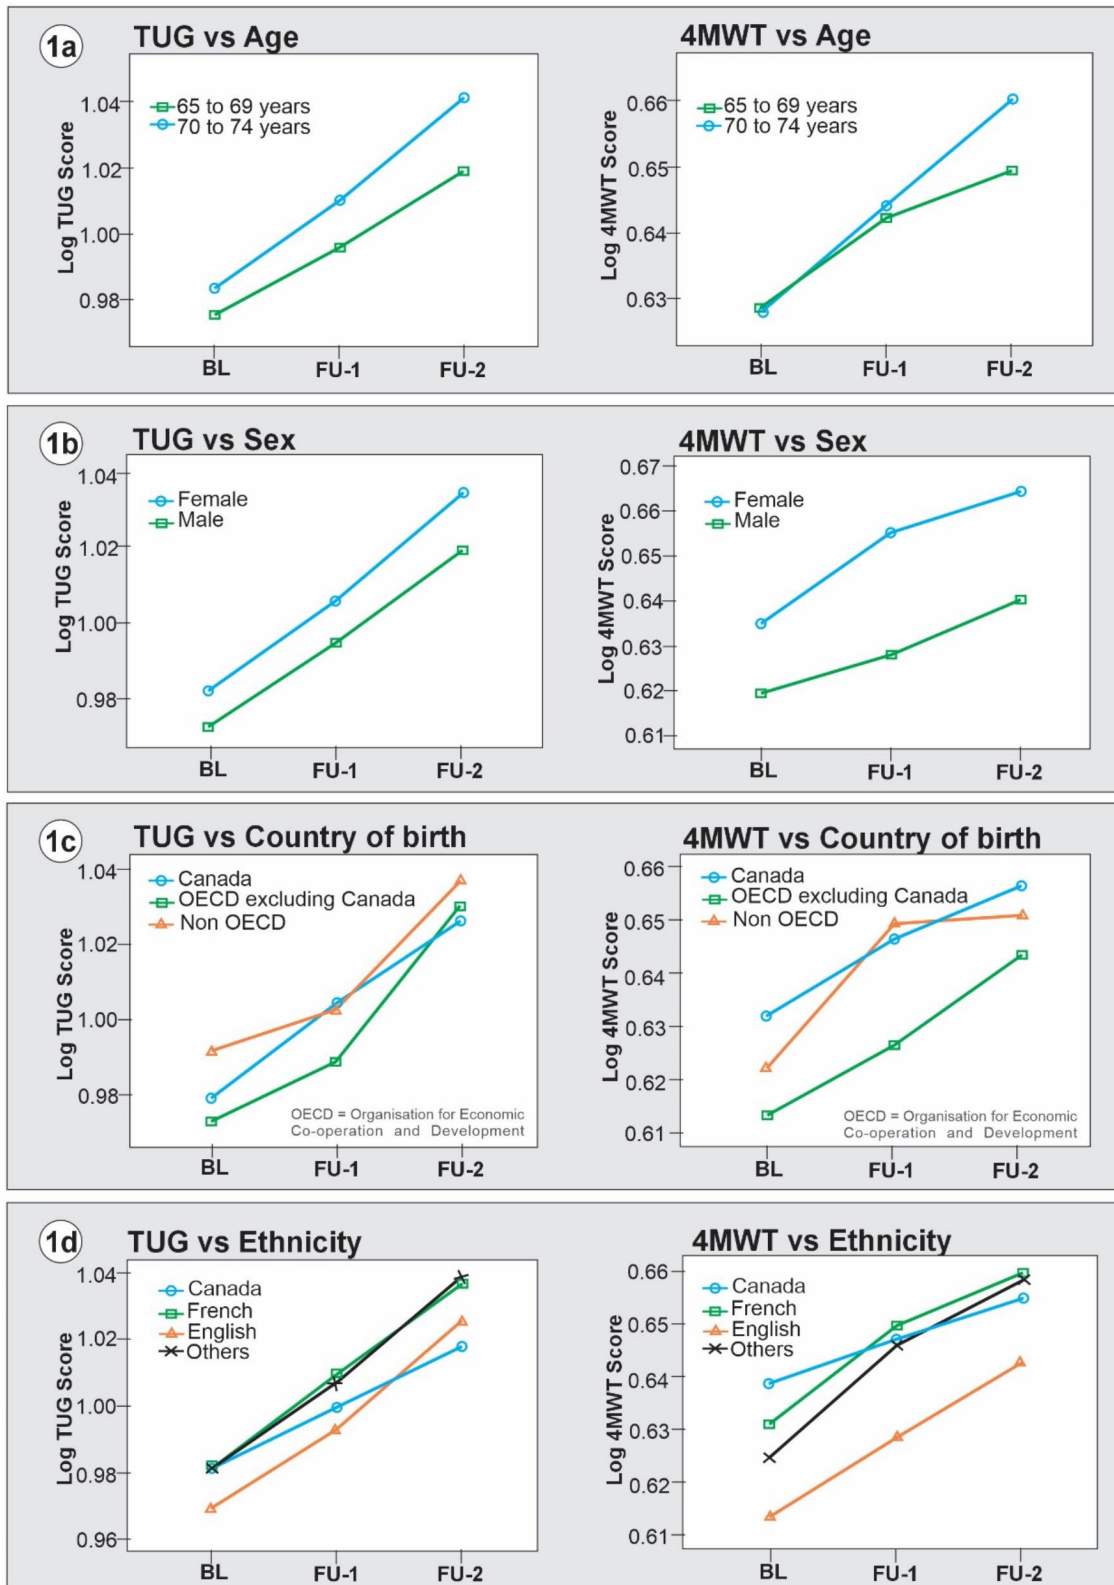 1a
TUG vs Age
Log TUG Score
1.04
1.02
1.00
0.98
65 to 69 years
70 to 74 years
BL FU-1 FU-2
4MWT vs Age
Log 4MWT Score
0.66
0.65
0.64
0.63
65 to 69 years
70 to 74 years
BL FU-1 FU-2
1b
TUG vs Sex
Log TUG Score
1.04
1.02
1.00
0.98
Female
Male
BL FU-1 FU-2
4MWT vs Sex
Log 4MWT Score
0.67
0.66
0.65
0.64
0.63
0.62
0.61
Female
Male
BL FU-1 FU-2
1c
TUG vs Country of birth
Log TUG Score
1.04
1.02
1.00
0.98
Canada
OECD excluding Canada
Non OECD
OECD = Organisation for Economic
Co-operation and Development
BL FU-1 FU-2
4MWT vs Country of birth
Log 4MWT Score
0.66
0.65
0.64
0.63
0.62
0.61
Canada
OECD excluding Canada
Non OECD
OECD = Organisation for Economic
Co-operation and Development
BL FU-1 FU-2
1d
TUG vs Ethnicity
Log TUG Score
1.04
1.02
1.00
0.98
0.96
Canada
French
English
Others
BL FU-1 FU-2
4MWT vs Ethnicity
Log 4MWT Score
0.66
0.65
0.64
0.63
0.62
0.61
Canada
French
English
Others
BL FU-1 FU-2